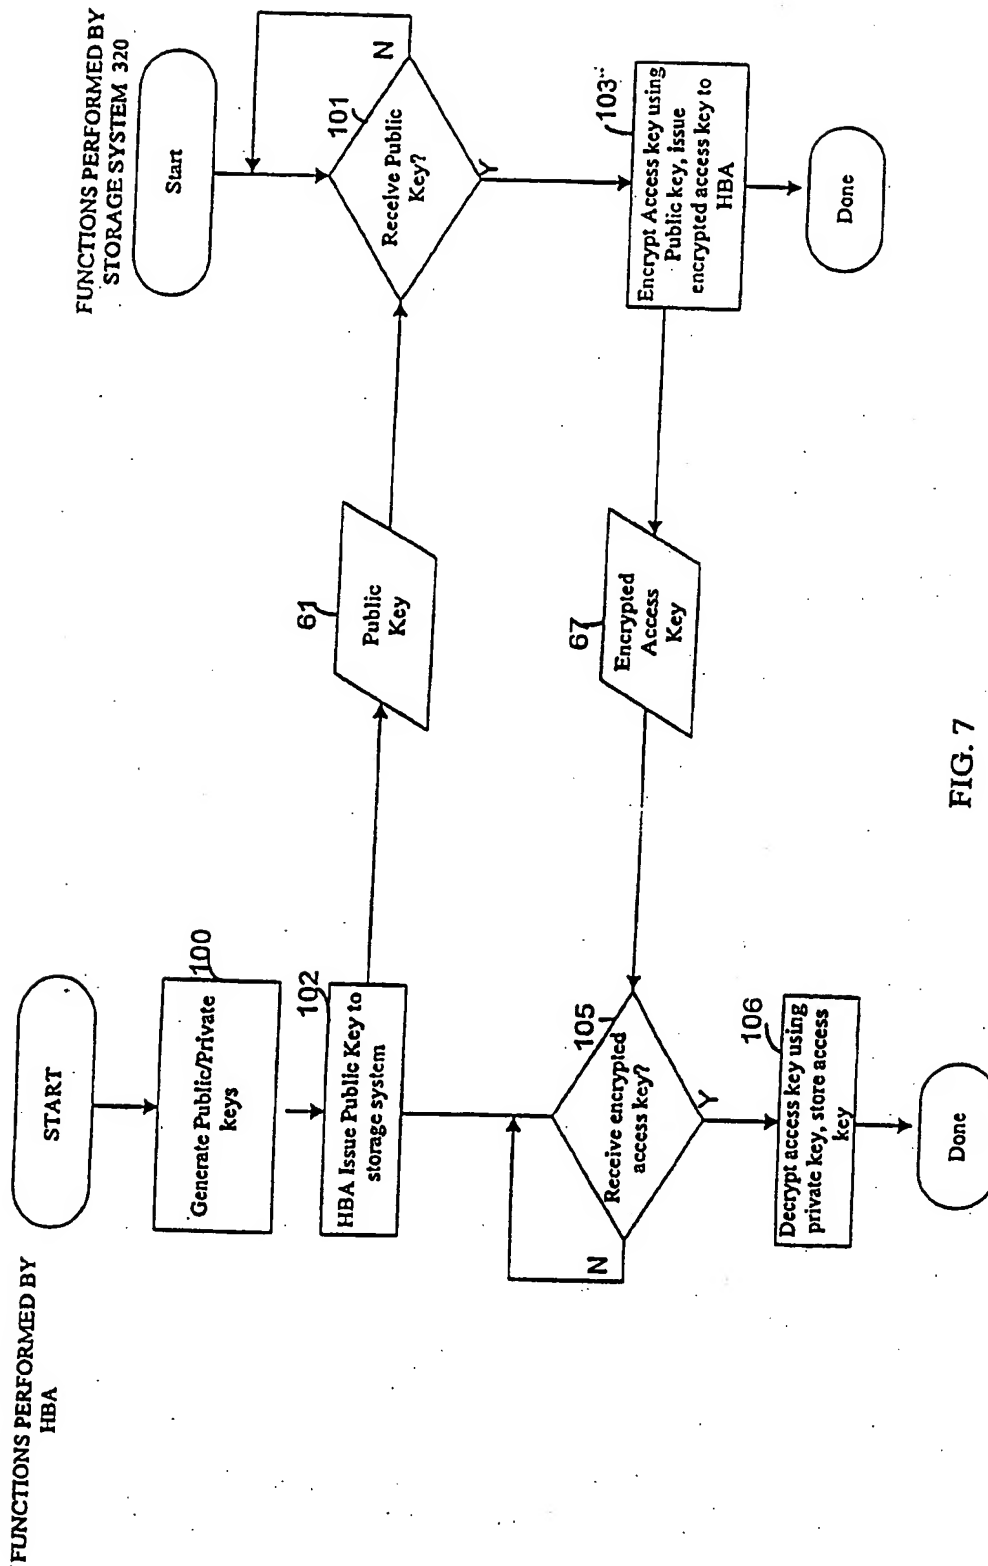 FUNCTIONS PERFORMED BY
HBA
START
100
Generate Public/Private
keys
102
HBA Issue Public Key to
storage system
105
Receive encrypted
access key?
N
Y
106
Decrypt access key using
private key, store access
key
Done
61
Public
Key
67
Encrypted
Access
Key
FUNCTIONS PERFORMED BY
STORAGE SYSTEM 320
Start
101
Receive Public
Key?
N
Y
103"
Encrypt Access key using
Public key, issue
encrypted access key to
HBA
Done
FIG. 7